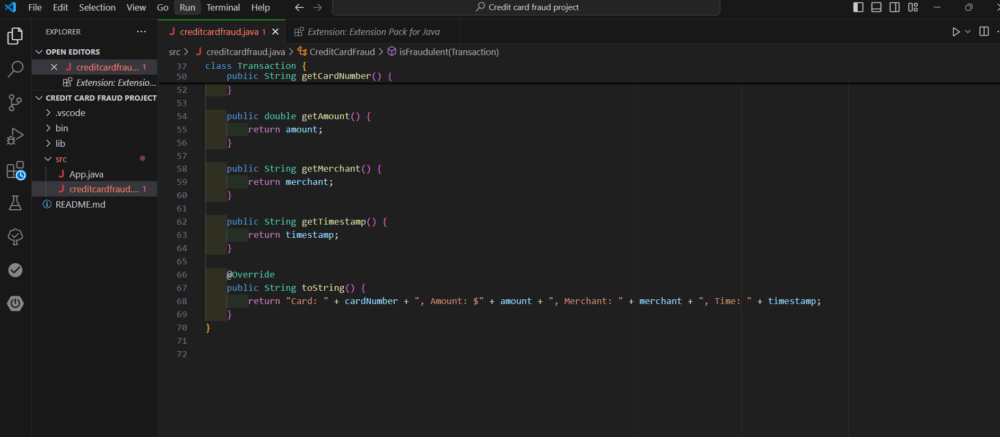 File Edit Selection View Go Run Terminal Help
Credit card fraud project
EXPLORER
OPEN EDITORS
creditcardfrau... 1
Extension: Extensio...
CREDIT CARD FRAUD PROJECT
.vscode
bin
lib
src
App.java
creditcardfraud.... 1
README.md
creditcardfraud.java 1
Extension: Extension Pack for Java
src > creditcardfraud.java > CreditCardFraud > isFraudulent(Transaction)
37 class Transaction {
50 public String getCardNumber() {
52 }
53
54 public double getAmount() {
55 return amount;
56 }
57
58 public String getMerchant() {
59 return merchant;
60 }
61
62 public String getTimestamp() {
63 return timestamp;
64 }
65
66 @Override
67 public String toString() {
68 return "Card: " + cardNumber + ", Amount: $" + amount + ", Merchant: " + merchant + ", Time: " + timestamp;
69 }
70 }
71
72